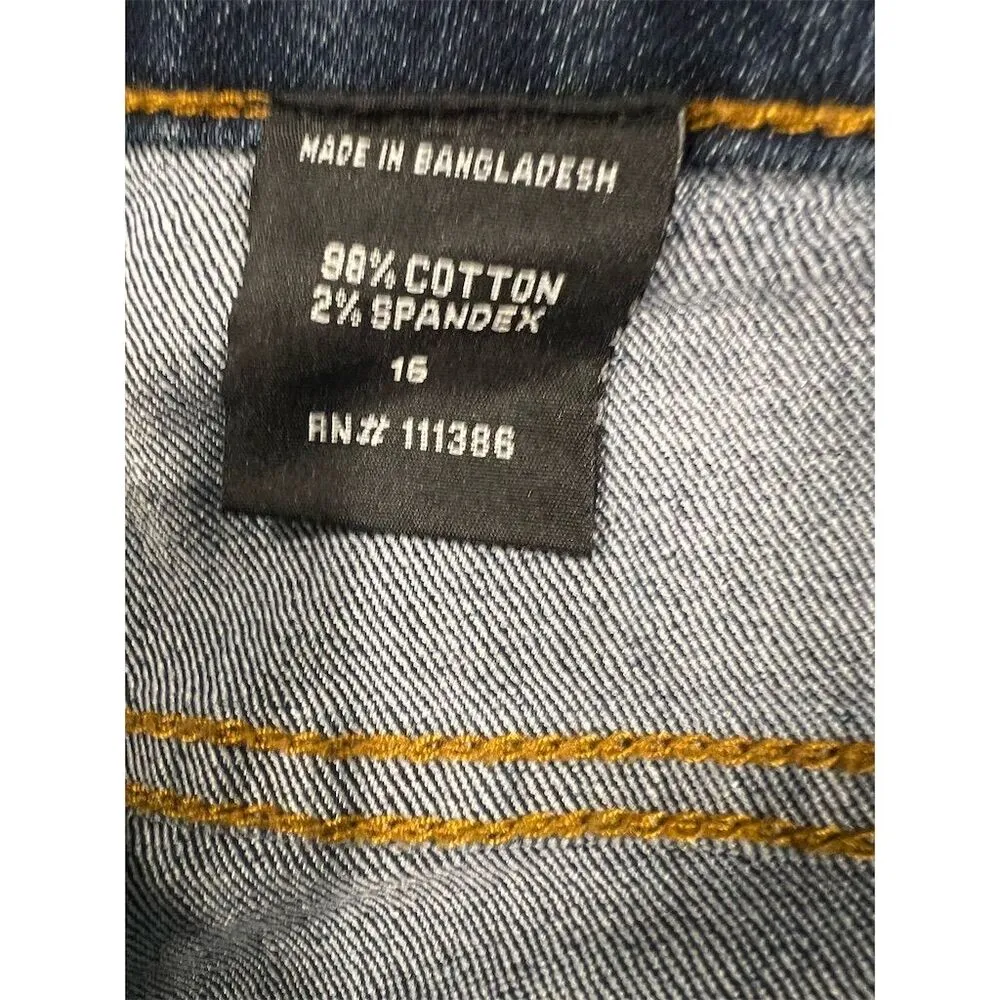 MADE IN BANGLADESH
98% COTTON
2% SPANDEX
16
RN# 111386